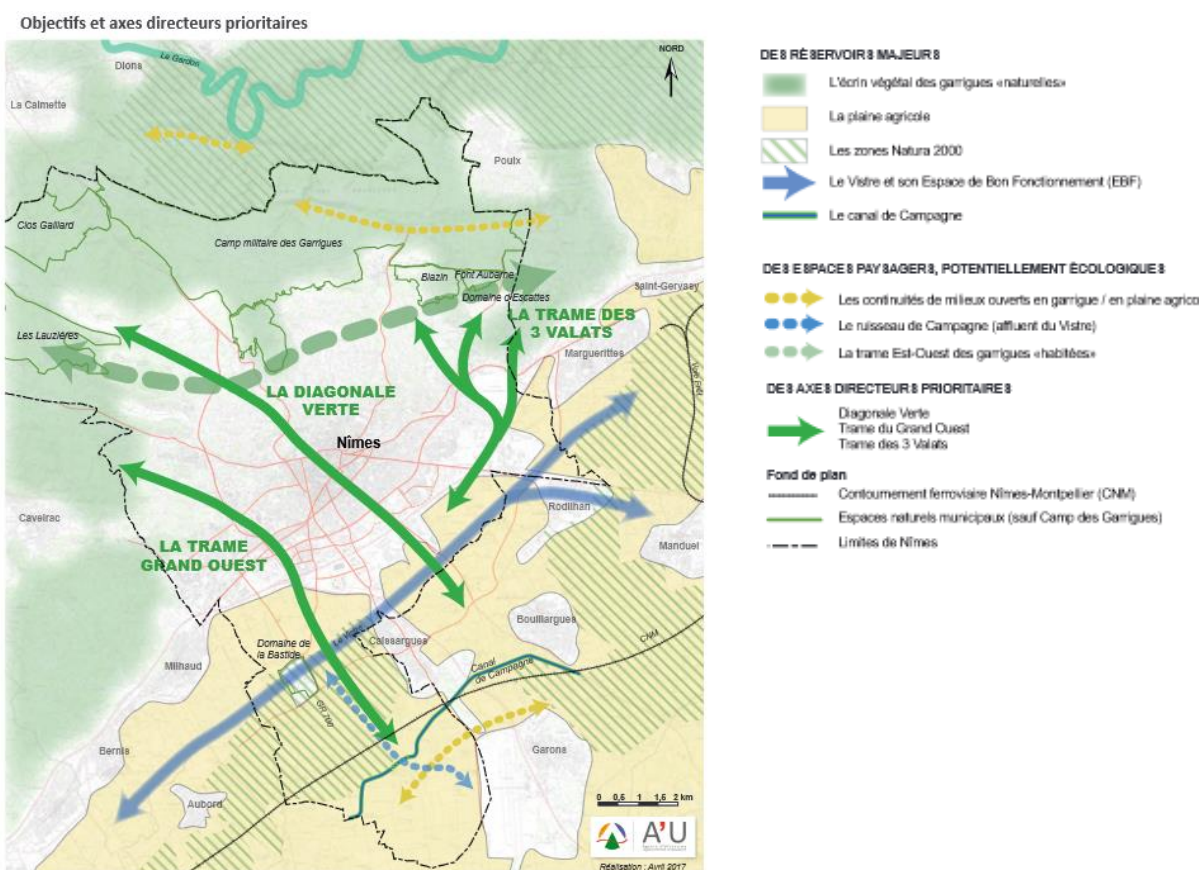 Objectifs et axes directeurs prioritaires
NORD
Le Gardon
Dions
La Calmette
Poulx
Clos Gaillard
Camp militaire des Garrigues
Blazin
Font Aubarne
Domaine d'Escattes
Saint-Gervasy
LA TRAME DES
3 VALATS
Les Lauzières
Marguerittes
LA DIAGONALE
VERTE
Nîmes
Caveirac
Rodilhan
Manduel
LA TRAME
GRAND OUEST
Bouillargues
Caissargues
CNM
Domaine de
la Bastide
Milhaud
Canal
de Campagne
GR 700
Bernis
Garons
Aubord
0 0,5 1 1,5 2 km
A'U
Réalisation : Avril 2017
DES RÉSERVOIRS MAJEURS
L'écrin végétal des garrigues «naturelles»
La plaine agricole
Les zones Natura 2000
Le Vistre et son Espace de Bon Fonctionnement (EBF)
Le canal de Campagne
DES ESPACES PAYSAGERS, POTENTIELLEMENT ÉCOLOGIQUES
Les continuités de milieux ouverts en garrigue / en plaine agrico
Le ruisseau de Campagne (affluent du Vistre)
La trame Est-Ouest des garrigues «habitées»
DES AXES DIRECTEURS PRIORITAIRES
Diagonale Verte
Trame du Grand Ouest
Trame des 3 Valats
Fond de plan
Contournement ferroviaire Nîmes-Montpellier (CNM)
Espaces naturels municipaux (sauf Camp des Garrigues)
Limites de Nîmes